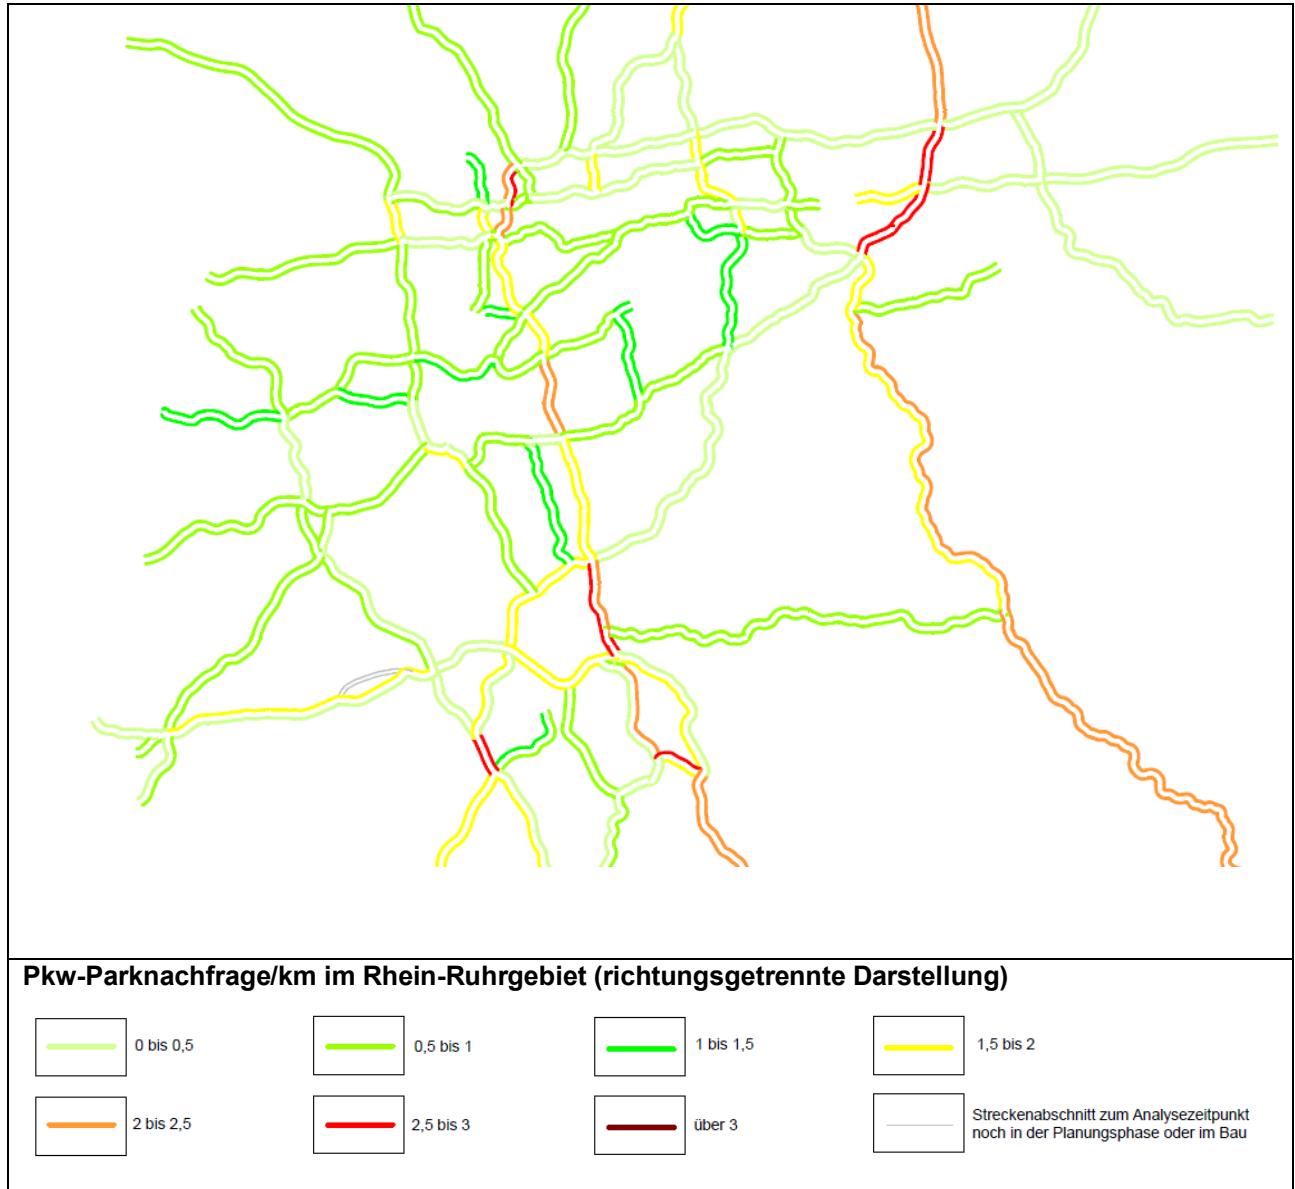 Pkw-Parknachfrage/km im Rhein-Ruhrgebiet (richtungsgetrennte Darstellung)
0 bis 0,5
0,5 bis 1
1 bis 1,5
1,5 bis 2
2 bis 2,5
2,5 bis 3
über 3
Streckenabschnitt zum Analysezeitpunkt
noch in der Planungsphase oder im Bau